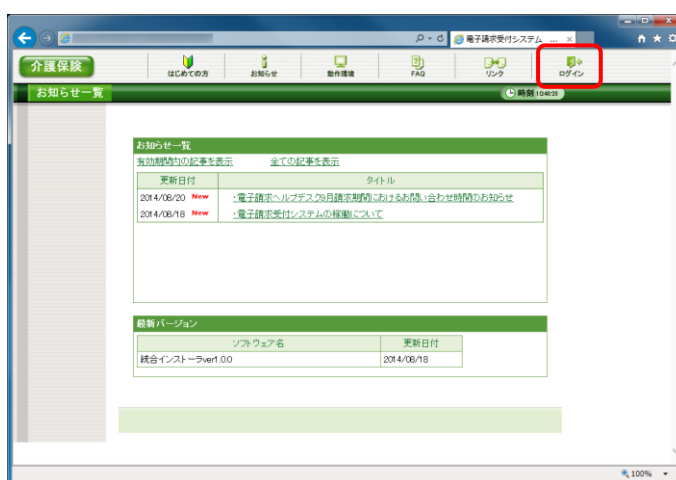 電子請求受付システム ... ×
介護保険
はじめての方
お知らせ
動作環境
FAQ
リンク
ログイン
お知らせ一覧
時刻 10:48:28
お知らせ一覧
有効期間内の記事を表示 全ての記事を表示
更新日付 タイトル
2014/08/20 New ・電子請求ヘルプデスク9月請求期間におけるお問い合わせ時間のお知らせ
2014/08/18 New ・電子請求受付システムの稼働について
最新バージョン
ソフトウェア名 更新日付
統合インストーラver1.0.0 2014/08/18
100%